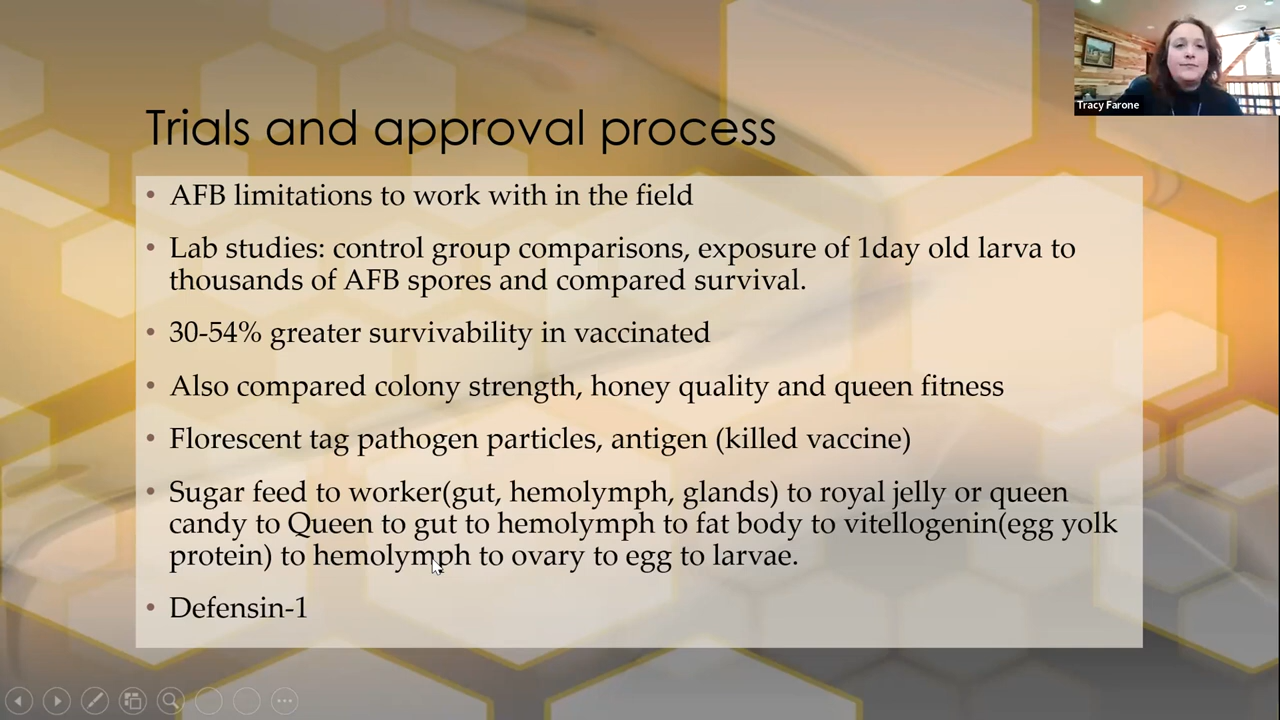 Tracy Farone
Trials and approval process
• AFB limitations to work with in the field
• Lab studies: control group comparisons, exposure of 1day old larva to
thousands of AFB spores and compared survival.
• 30-54% greater survivability in vaccinated
• Also compared colony strength, honey quality and queen fitness
• Florescent tag pathogen particles, antigen (killed vaccine)
• Sugar feed to worker(gut, hemolymph, glands) to royal jelly or queen
candy to Queen to gut to hemolymph to fat body to vitellogenin(egg yolk
protein) to hemolymph to ovary to egg to larvae.
• Defensin-1